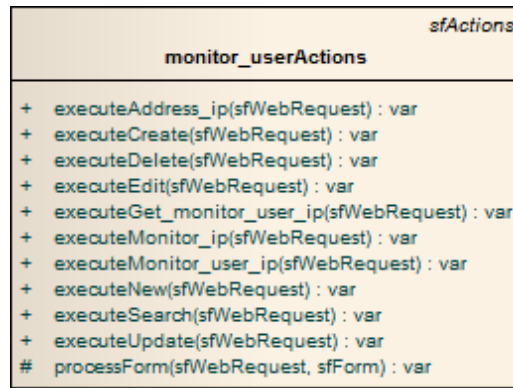 sfActions
monitor_userActions
+ executeAddress_ip(sfWebRequest) : var
+ executeCreate(sfWebRequest) : var
+ executeDelete(sfWebRequest) : var
+ executeEdit(sfWebRequest) : var
+ executeGet_monitor_user_ip(sfWebRequest) : var
+ executeMonitor_ip(sfWebRequest) : var
+ executeMonitor_user_ip(sfWebRequest) : var
+ executeNew(sfWebRequest) : var
+ executeSearch(sfWebRequest) : var
+ executeUpdate(sfWebRequest) : var
# processForm(sfWebRequest, sfForm) : var